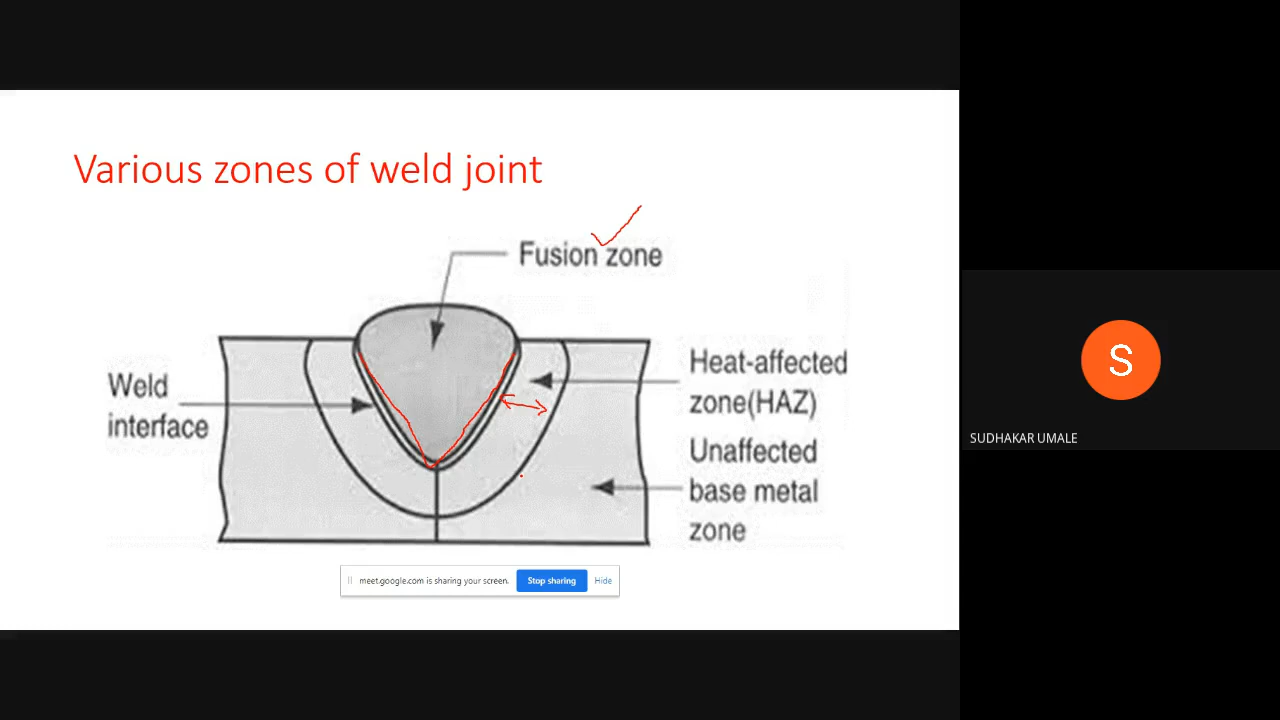 Various zones of weld joint
Fusion zone
Weld
interface
Heat-affected
zone(HAZ)
Unaffected
base metal
zone
meet.google.com is sharing your screen.
Stop sharing
Hide
S
SUDHAKAR UMALE